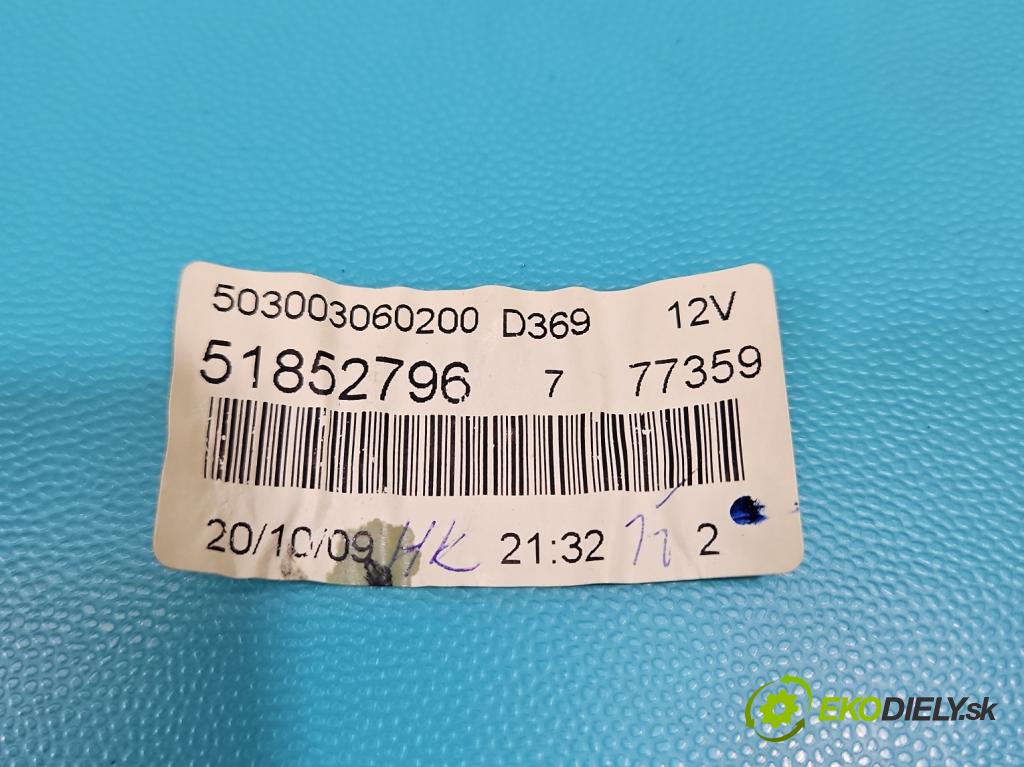 503003060200 D369 12V
51852796 7 77359
20/10/09 HK 21:32 2
EKODIELY.sk